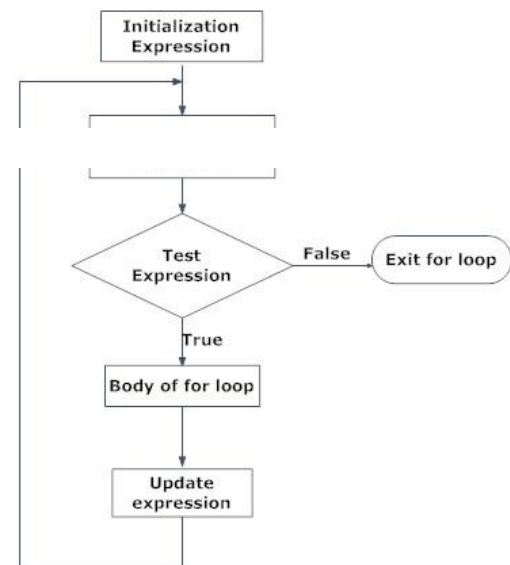 Initialization
Expression
Test
Expression
False
Exit for loop
True
Body of for loop
Update
expression